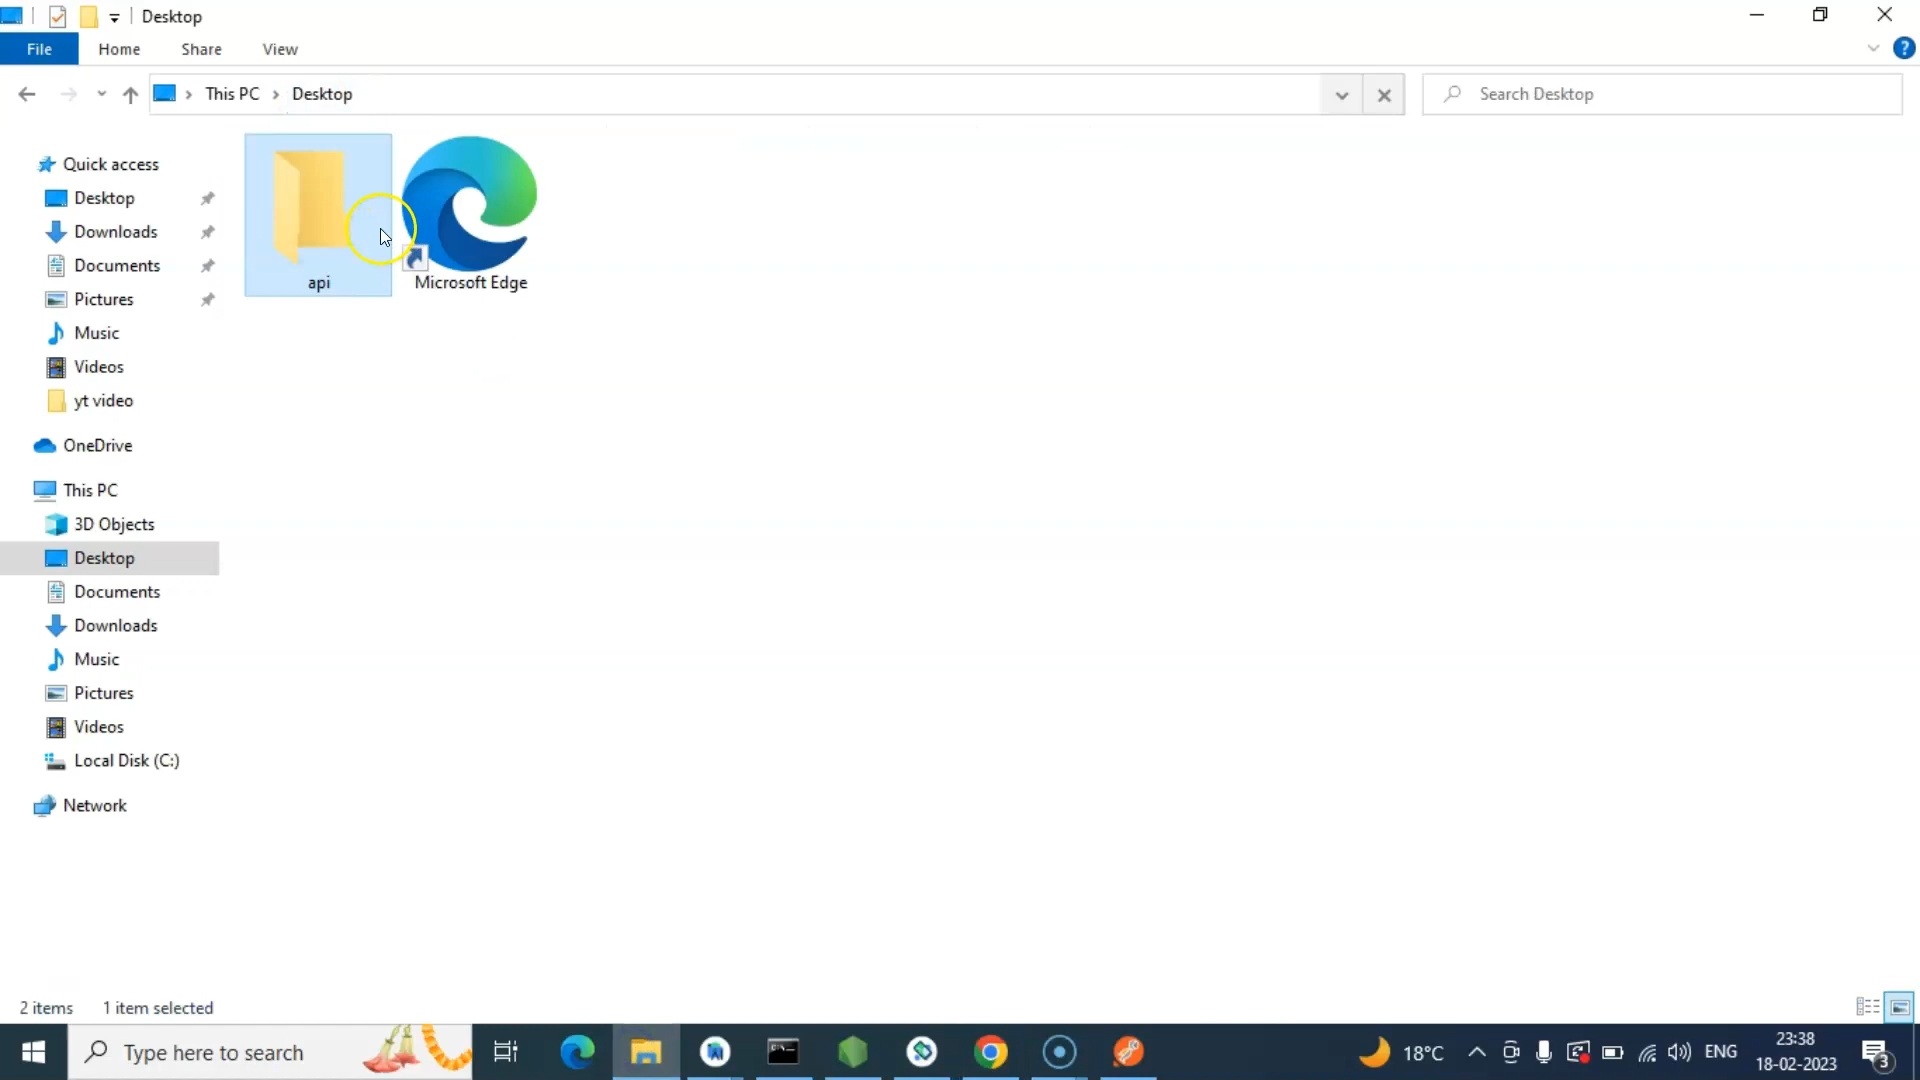 Desktop
File Home Share View
This PC Desktop
Search Desktop
Quick access
Desktop
Downloads
Documents
Pictures
Music
Videos
yt video
OneDrive
This PC
3D Objects
Desktop
Documents
Downloads
Music
Pictures
Videos
Local Disk (C:)
Network
api
Microsoft Edge
2 items 1 item selected
Type here to search
18°C
ENG
23:38
18-02-2023
3